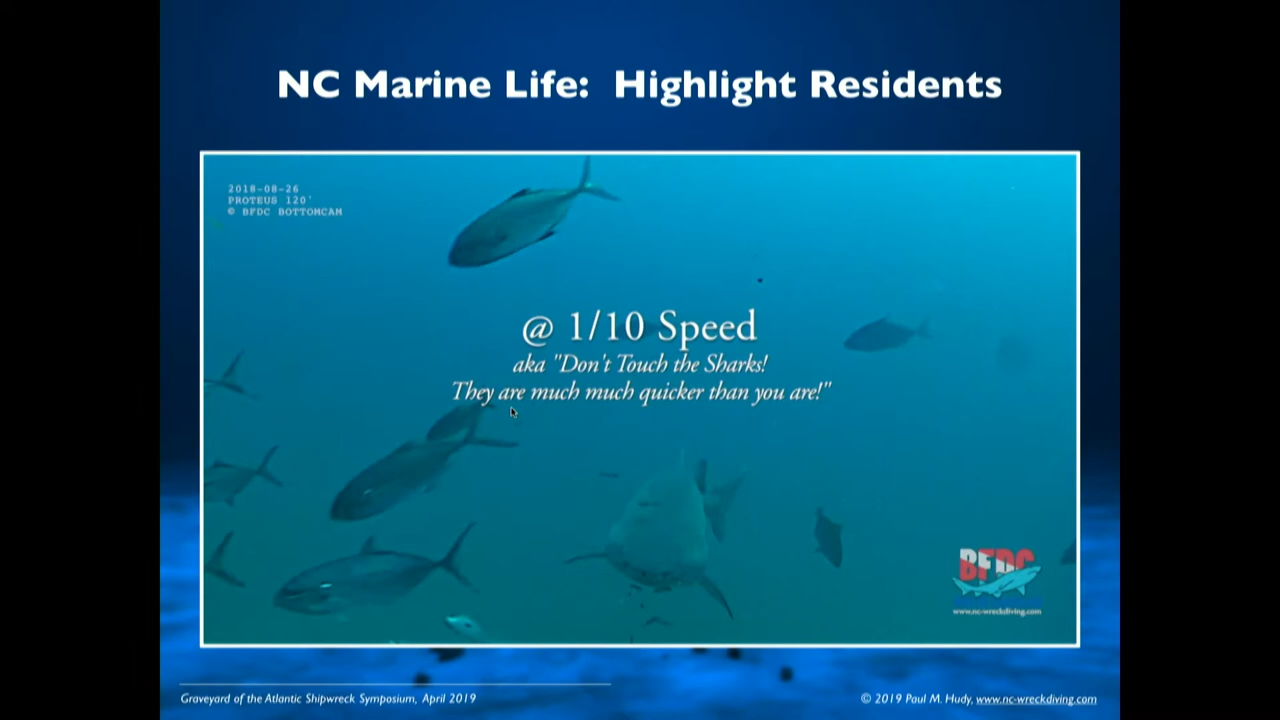 NC Marine Life: Highlight Residents
2018-08-26
PROTEUS 120'
© BFDC BOTTOMCAM
@ 1/10 Speed
aka "Don't Touch the Sharks!
They are much much quicker than you are!"
BFDC
www.nc-wreckdiving.com
Graveyard of the Atlantic Shipwreck Symposium, April 2019
© 2019 Paul M. Hudy, www.nc-wreckdiving.com